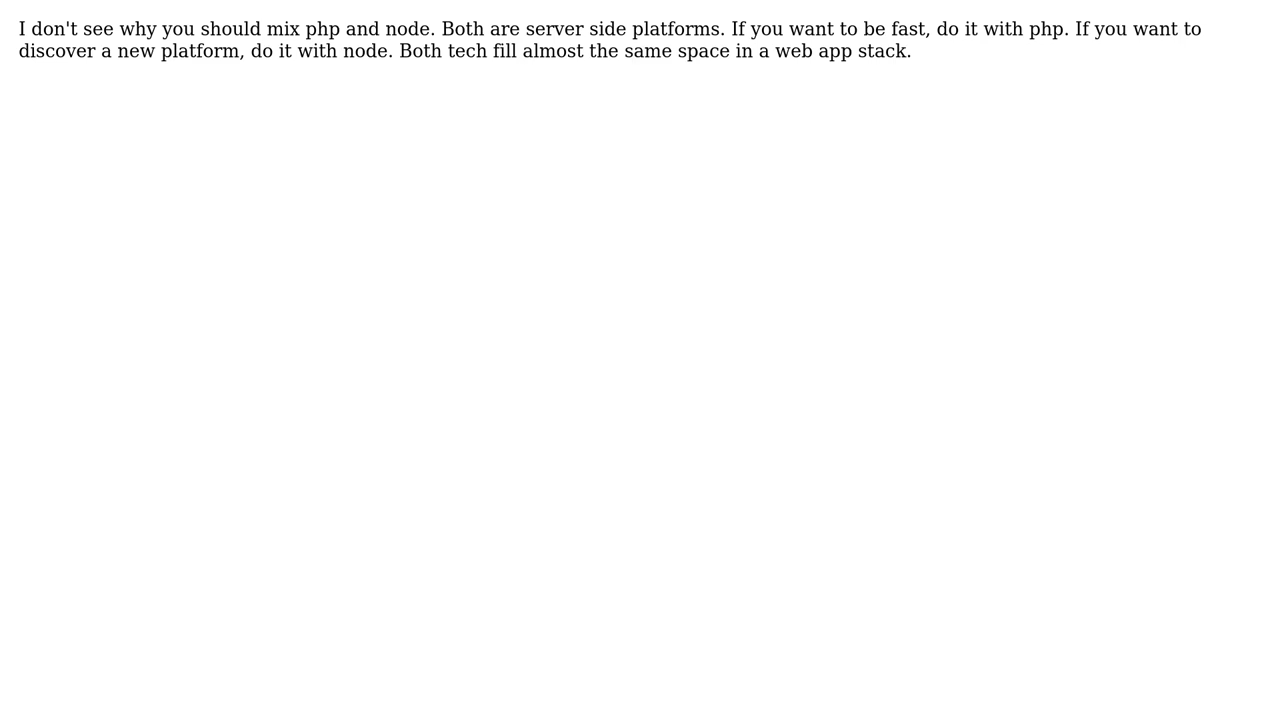 I don't see why you should mix php and node. Both are server side platforms. If you want to be fast, do it with php. If you want to
discover a new platform, do it with node. Both tech fill almost the same space in a web app stack.